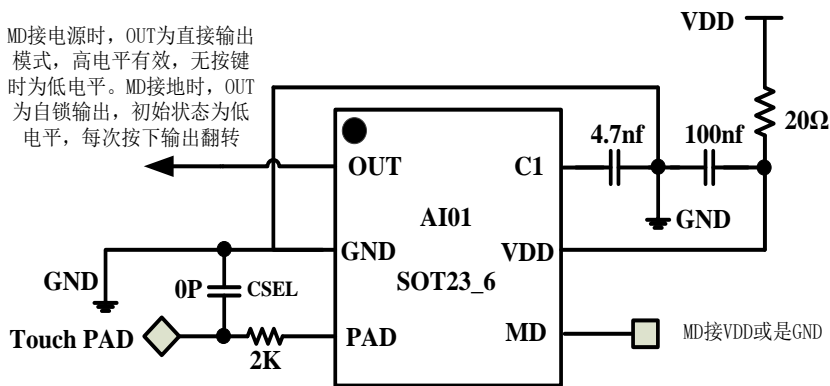 MD接电源时，OUT为直接输出
模式，高电平有效，无按键
时为低电平。MD接地时，OUT
为自锁输出，初始状态为低
电平，每次按下输出翻转
VDD
20Ω
4.7nf
100nf
OUT
C1
GND
AI01
GND
VDD
SOT23_6
GND
0P
CSEL
Touch PAD
2K
PAD
MD
MD接VDD或是GND